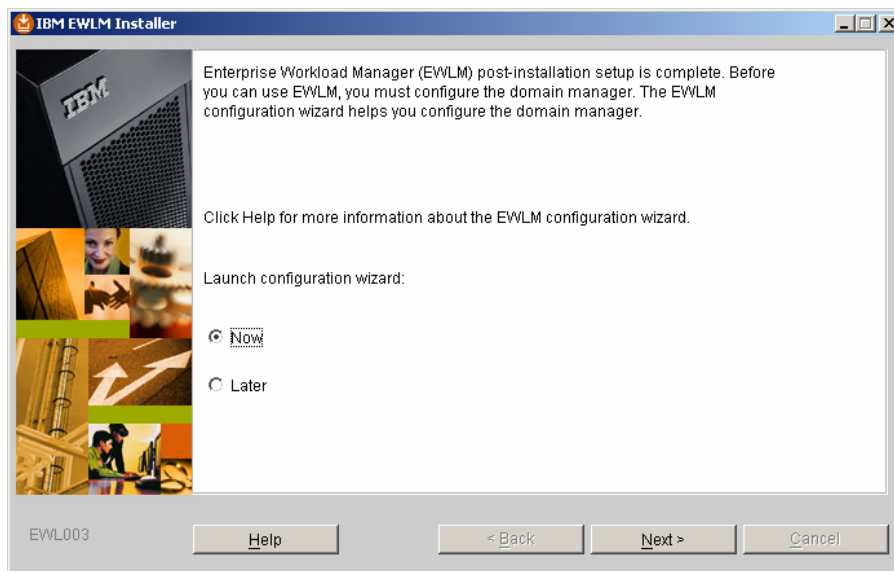 IBM EWLM Installer
IBM
Enterprise Workload Manager (EWLM) post-installation setup is complete. Before
you can use EWLM, you must configure the domain manager. The EWLM
configuration wizard helps you configure the domain manager.
Click Help for more information about the EWLM configuration wizard.
Launch configuration wizard:
Now
Later
EWL003
Help
< Back
Next >
Cancel